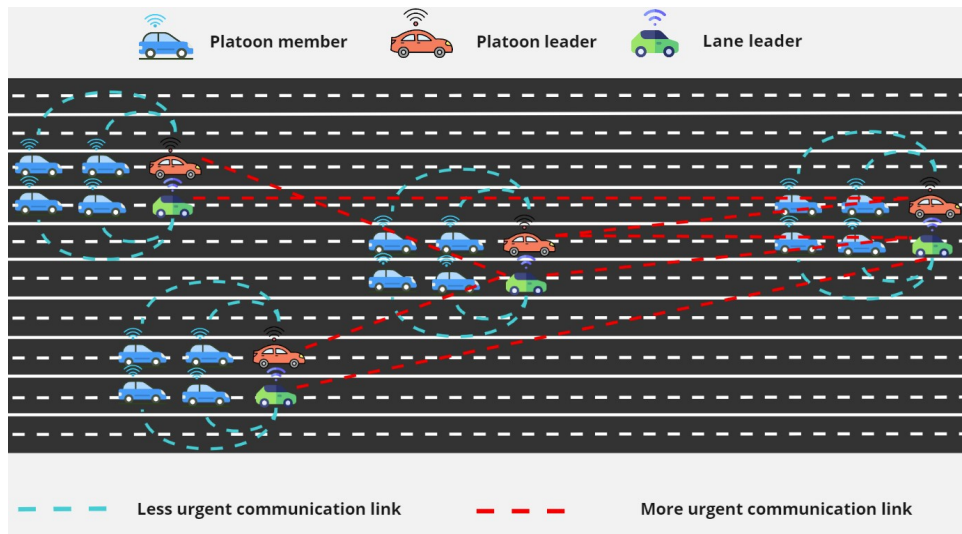 Platoon member
Platoon leader
Lane leader
Less urgent communication link
More urgent communication link